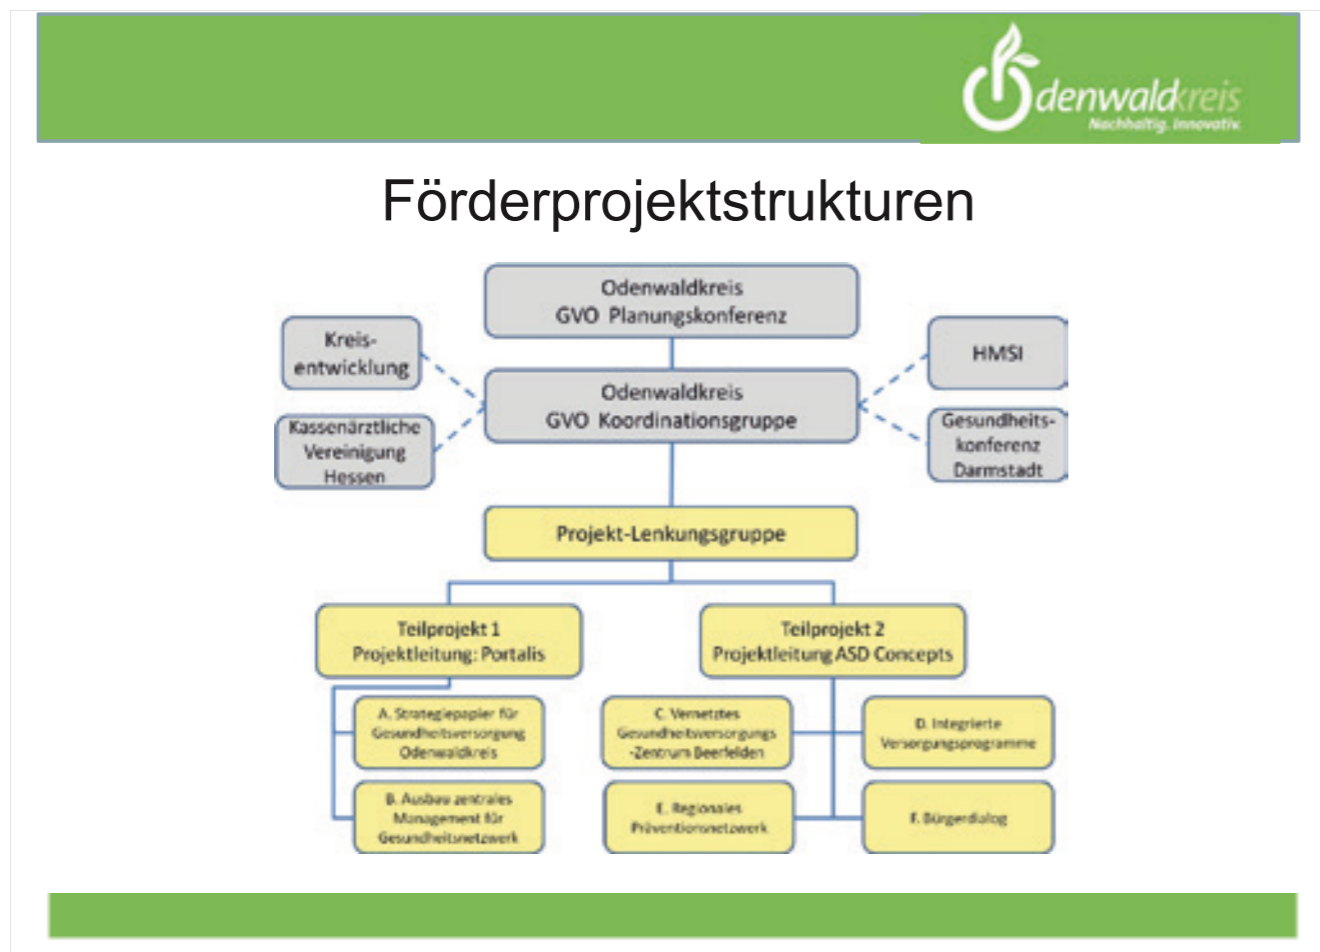 Odenwaldkreis
Nachhaltig. Innovativ.
Förderprojektstrukturen
Odenwaldkreis
GVO Planungskonferenz
Kreis-
entwicklung
HMSI
Odenwaldkreis
GVO Koordinationsgruppe
Kassenärztliche
Vereinigung
Hessen
Gesundheits-
konferenz
Darmstadt
Projekt-Lenkungsgruppe
Teilprojekt 1
Projektleitung: Portalis
Teilprojekt 2
Projektleitung ASD Concepts
A. Strategiepapier für
Gesundheitsversorgung
Odenwaldkreis
C. Vernetztes
Gesundheitsversorgungs
-Zentrum Beerfelden
D. Integrierte
Versorgungsprogramme
B. Ausbau zentrales
Management für
Gesundheitsnetzwerk
E. Regionales
Präventionsnetzwerk
F. Bürgerdialog